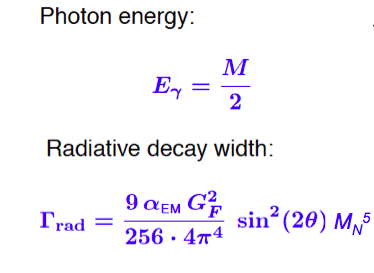 Photon energy:
E_γ = M/2
Radiative decay width:
Γ_rad = (9 α_EM G_F^2)/(256 · 4π^4) sin^2(2θ) M_N^5